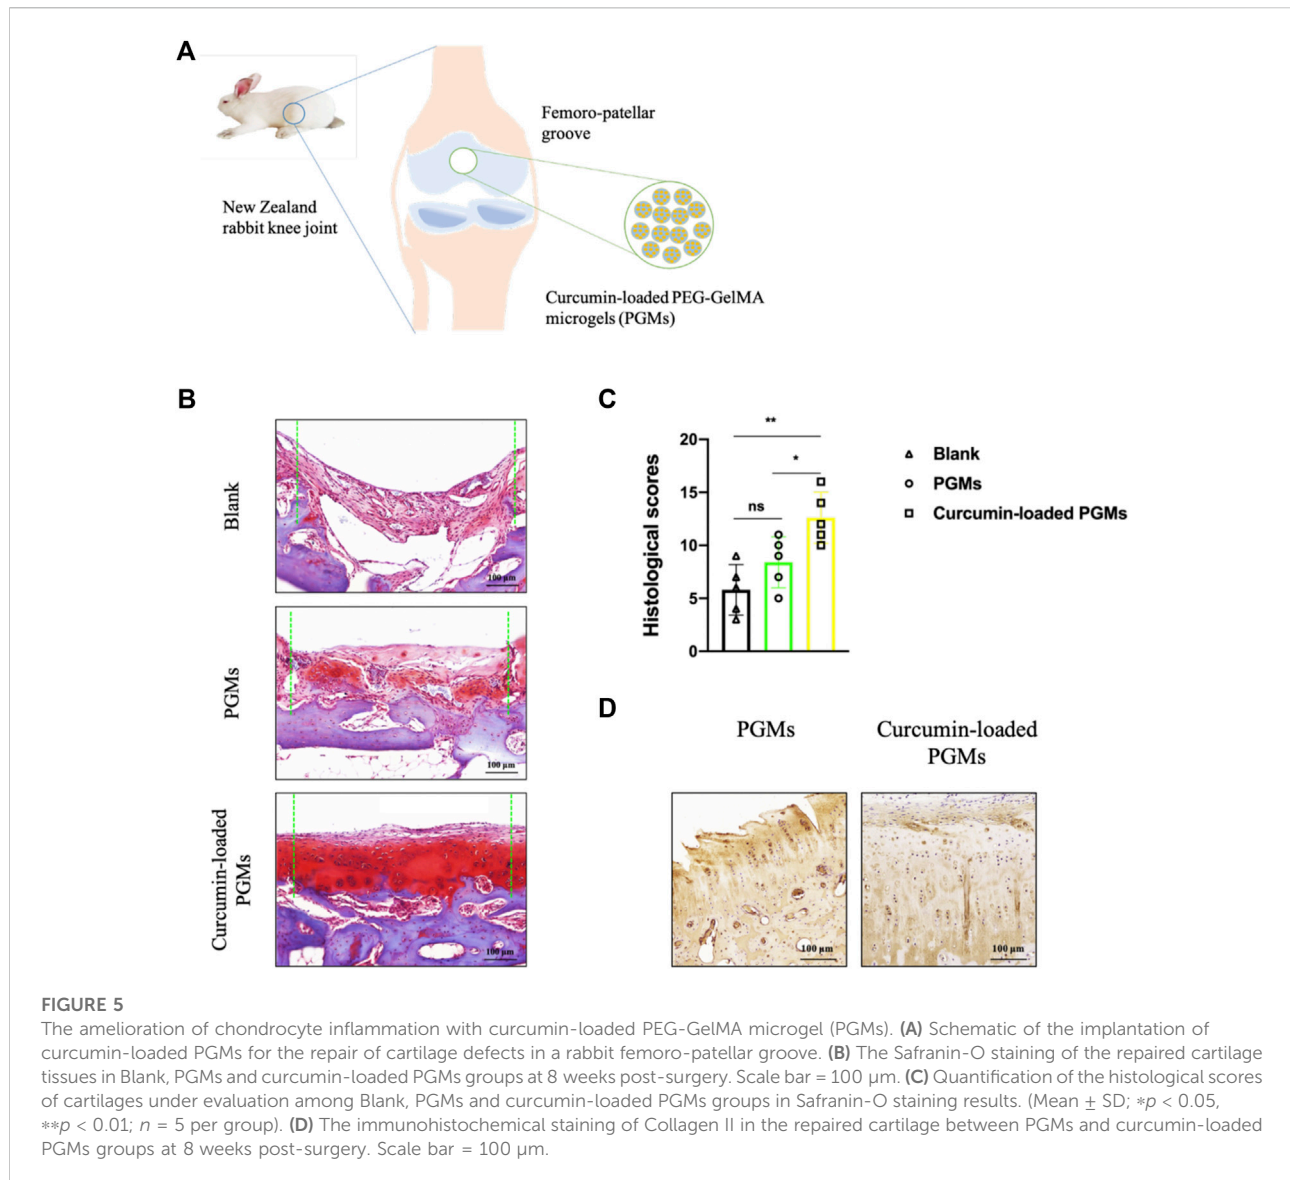 A
Femoro-patellar
groove
New Zealand
rabbit knee joint
Curcumin-loaded PEG-GelMA
microgels (PGMs)
B
Blank
100 µm
PGMs
100 µm
Curcumin-loaded
PGMs
100 µm
C
**
*
ns
20
15
10
5
0
Histological scores
Blank
PGMs
Curcumin-loaded PGMs
D
PGMs
Curcumin-loaded
PGMs
100 µm
100 µm
FIGURE 5
The amelioration of chondrocyte inflammation with curcumin-loaded PEG-GelMA microgel (PGMs). (A) Schematic of the implantation of
curcumin-loaded PGMs for the repair of cartilage defects in a rabbit femoro-patellar groove. (B) The Safranin-O staining of the repaired cartilage
tissues in Blank, PGMs and curcumin-loaded PGMs groups at 8 weeks post-surgery. Scale bar = 100 µm. (C) Quantification of the histological scores
of cartilages under evaluation among Blank, PGMs and curcumin-loaded PGMs groups in Safranin-O staining results. (Mean ± SD; *p < 0.05,
**p < 0.01; n = 5 per group). (D) The immunohistochemical staining of Collagen II in the repaired cartilage between PGMs and curcumin-loaded
PGMs groups at 8 weeks post-surgery. Scale bar = 100 µm.